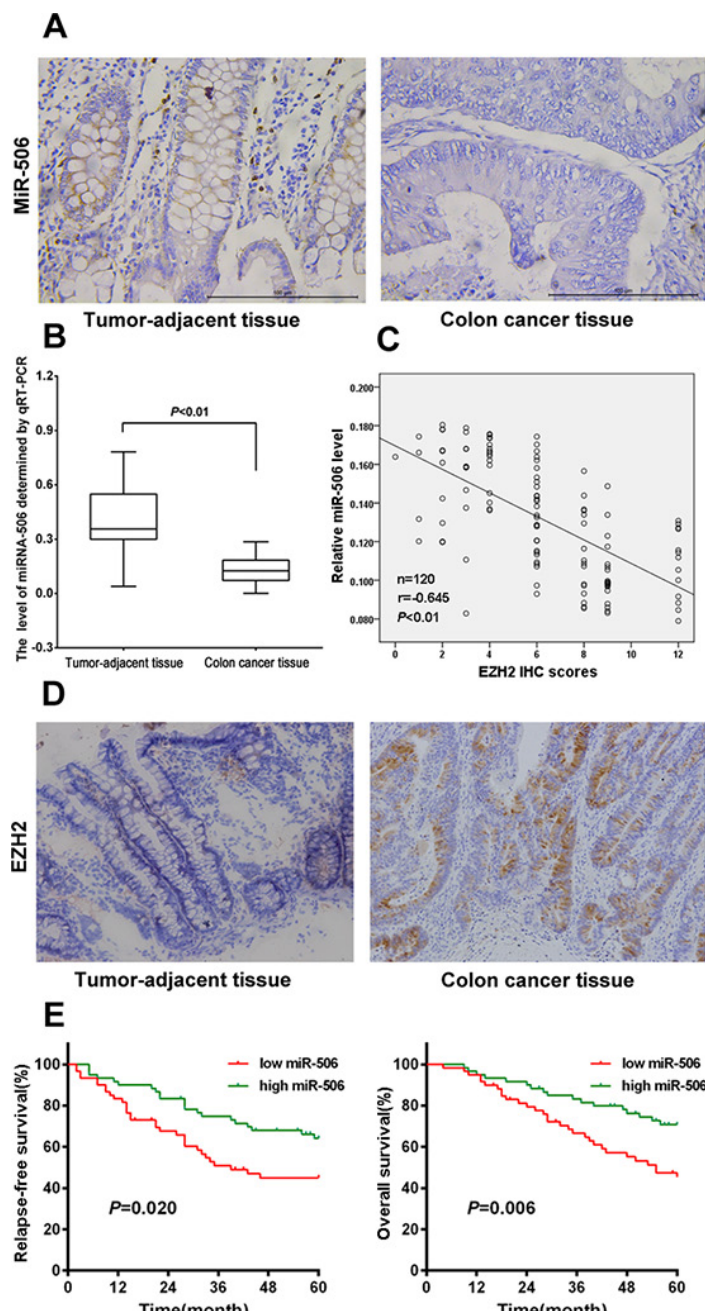 A
MiR-506
Tumor-adjacent tissue
Colon cancer tissue
B
The level of miRNA-506 determined by qRT-PCR
1.2
0.9
0.6
0.3
0.0
-0.3
P<0.01
Tumor-adjacent tissue
Colon cancer tissue
C
Relative miR-506 level
0.200
0.180
0.160
0.140
0.120
0.100
0.080
n=120
r=-0.645
P<0.01
0 2 4 6 8 10 12
EZH2 IHC scores
D
EZH2
Tumor-adjacent tissue
Colon cancer tissue
E
Relapse-free survival(%)
100
80
60
40
20
0
low miR-506
high miR-506
P=0.020
0 12 24 36 48 60
Time(month)
Overall survival(%)
100
80
60
40
20
0
low miR-506
high miR-506
P=0.006
0 12 24 36 48 60
Time(month)